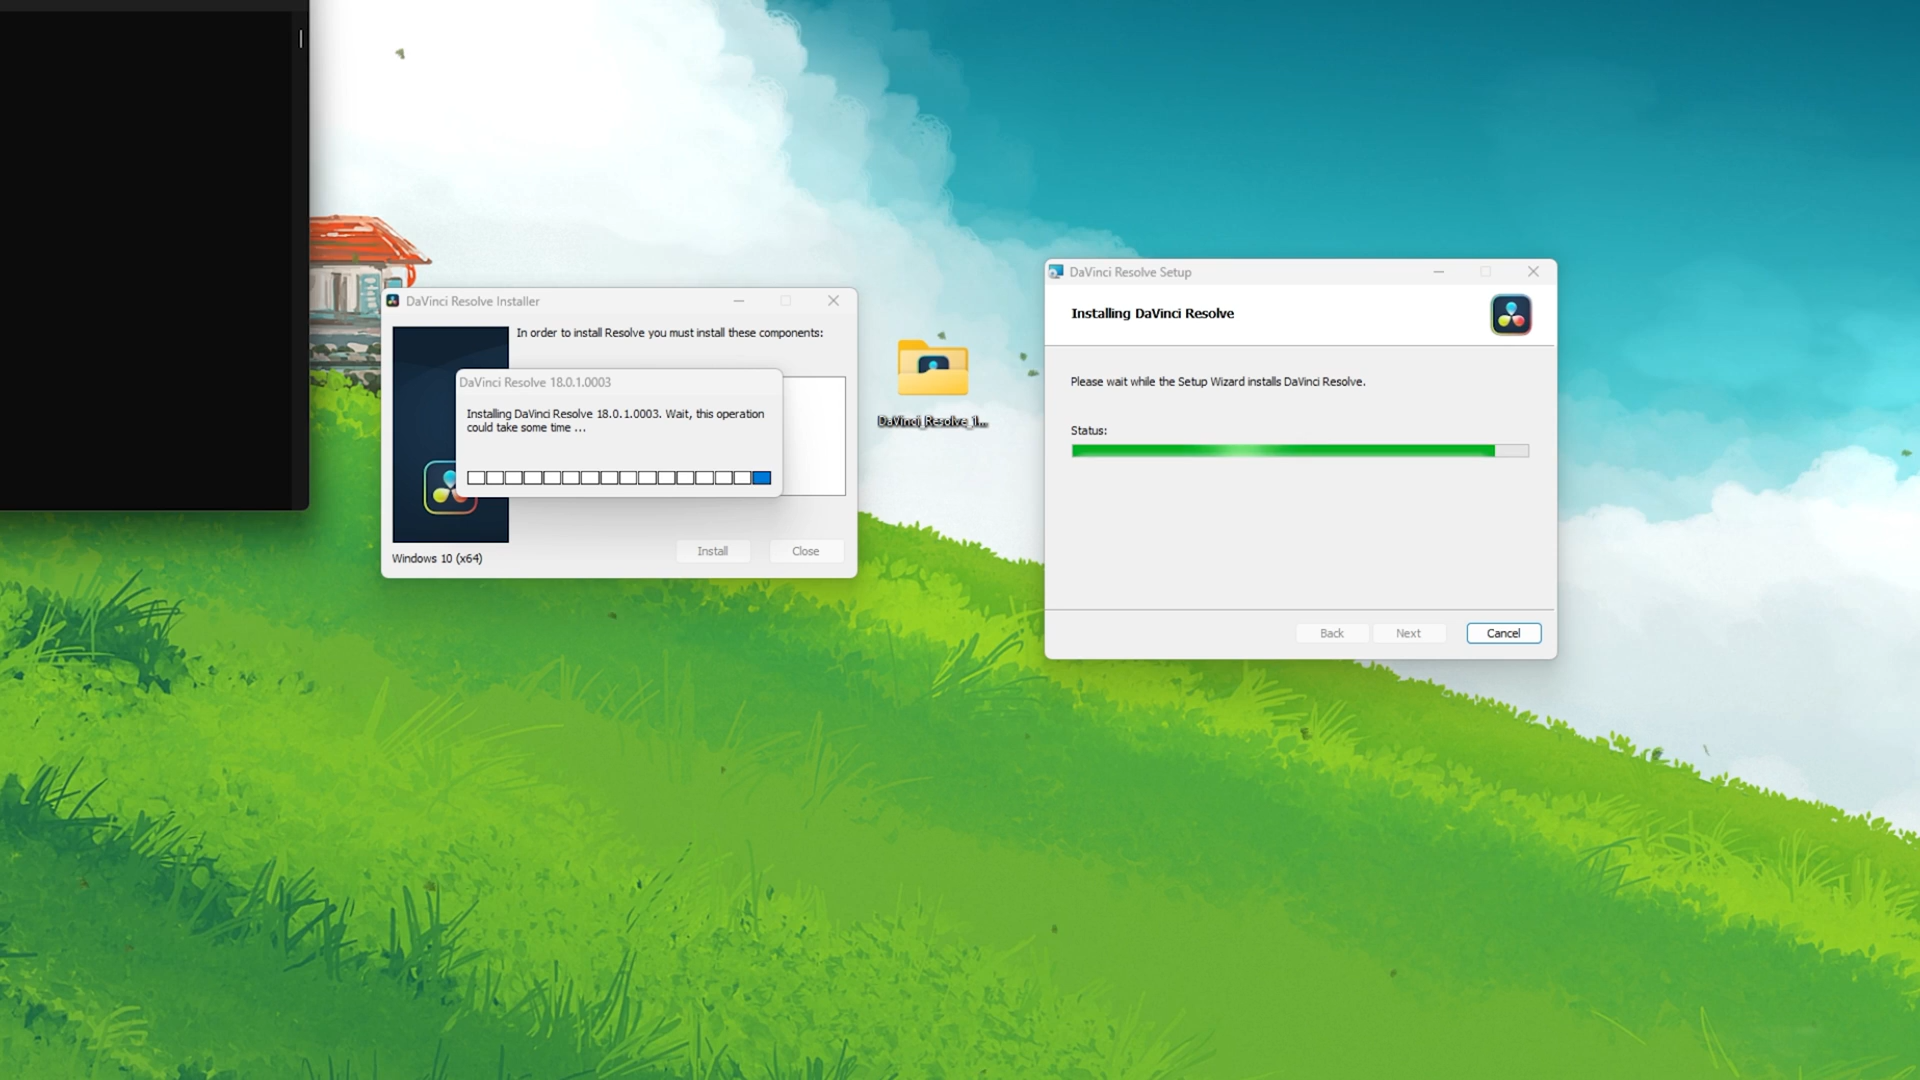 DaVinci Resolve Installer
In order to install Resolve you must install these components:
DaVinci Resolve 18.0.1.0003
Installing DaVinci Resolve 18.0.1.0003. Wait, this operation
could take some time ...
Windows 10 (x64)
Install
Close
DaVinci_Resolve_1...
DaVinci Resolve Setup
Installing DaVinci Resolve
Please wait while the Setup Wizard installs DaVinci Resolve.
Status:
Back
Next
Cancel